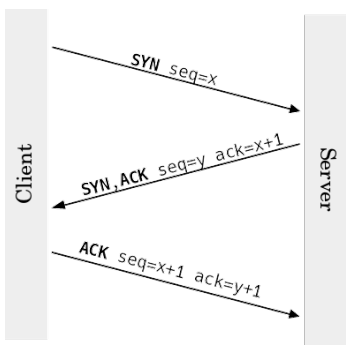 SYN seq=x
SYN,ACK seq=y ack=x+1
ACK seq=x+1 ack=y+1
Client
Server